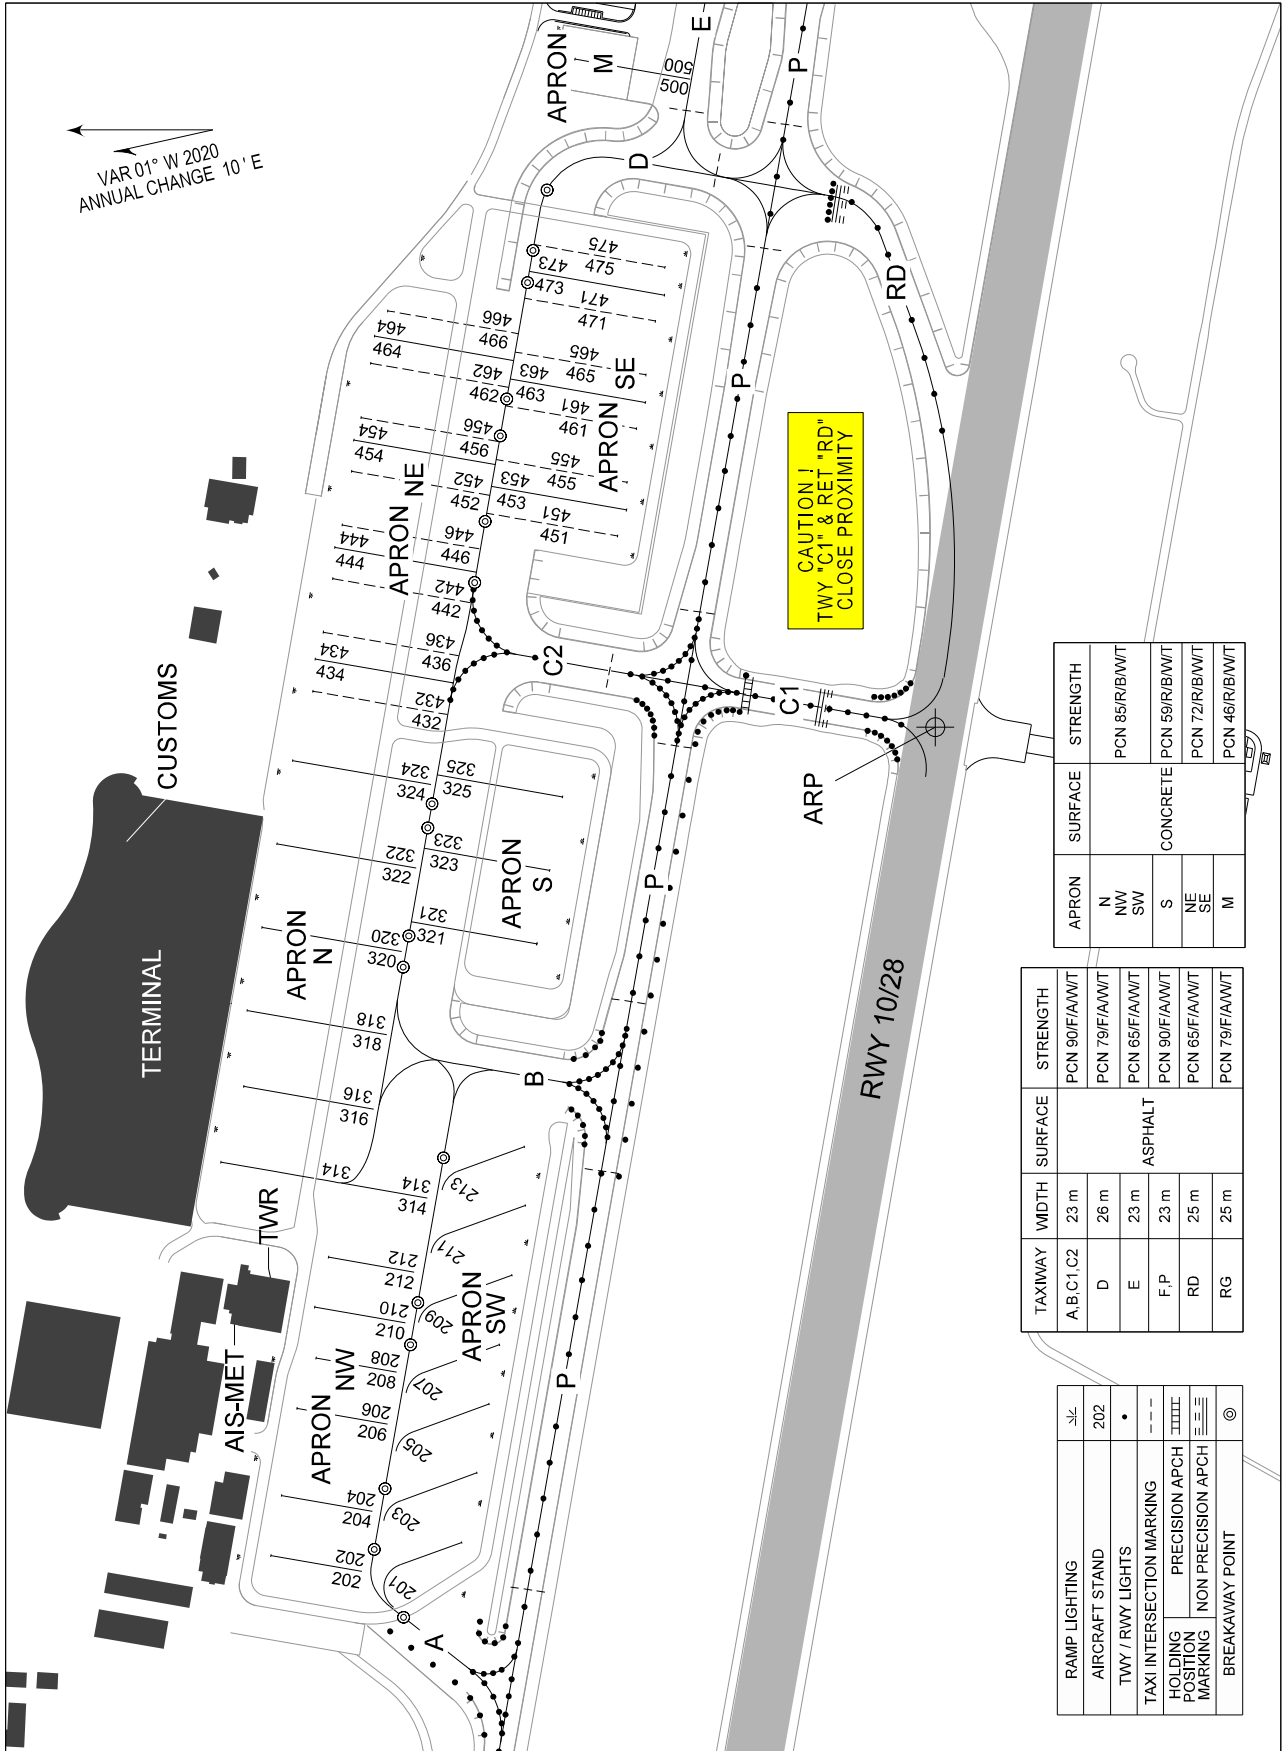 VAR 01° W 2020
ANNUAL CHANGE 10 ' E
TERMINAL
CUSTOMS
TWR
AIS-MET
APRON
NW
APRON
SW
APRON
N
APRON
S
APRON
NE
APRON
SE
APRON
M
A
B
C2
C1
D
E
P
P
P
P
RD
ARP
RWY 10/28
CAUTION !
TWY "C1" & RET "RD"
CLOSE PROXIMITY
201
202
202
203
204
204
205
206
206
207
208
208
209
210
210
211
212
212
213
314
314
314
316
316
318
318
320
320
321
321
322
322
323
323
324
324
325
325
432
432
434
434
436
436
442
442
444
444
446
446
451
451
452
452
453
453
454
454
455
455
456
456
461
461
462
462
463
463
464
464
465
465
466
466
471
471
473
473
475
475
500
500
RAMP LIGHTING
AIRCRAFT STAND 202
TWY / RWY LIGHTS
TAXI INTERSECTION MARKING
HOLDING
POSITION
MARKING
PRECISION APCH
NON PRECISION APCH
BREAKAWAY POINT
TAXIWAY WIDTH SURFACE STRENGTH
A,B,C1,C2 23 m PCN 90/F/A/W/T
D 26 m PCN 79/F/A/W/T
E 23 m PCN 65/F/A/W/T
ASPHALT
F,P 23 m PCN 90/F/A/W/T
RD 25 m PCN 65/F/A/W/T
RG 25 m PCN 79/F/A/W/T
APRON SURFACE STRENGTH
N
NW
SW
PCN 85/R/B/W/T
CONCRETE
S PCN 59/R/B/W/T
NE
SE
PCN 72/R/B/W/T
M PCN 46/R/B/W/T